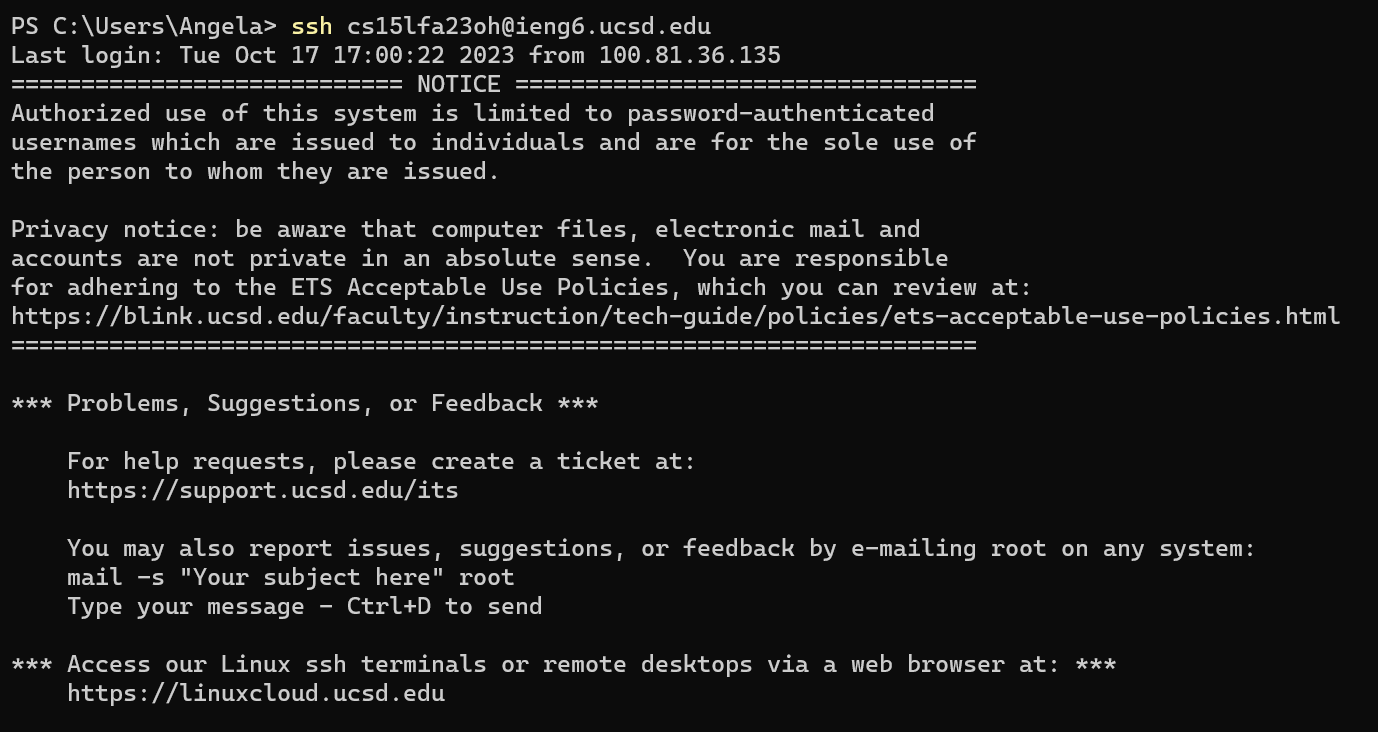 PS C:\Users\Angela> ssh cs15lfa23oh@ieng6.ucsd.edu
Last login: Tue Oct 17 17:00:22 2023 from 100.81.36.135
============================ NOTICE =================================
Authorized use of this system is limited to password-authenticated
usernames which are issued to individuals and are for the sole use of
the person to whom they are issued.

Privacy notice: be aware that computer files, electronic mail and
accounts are not private in an absolute sense.  You are responsible
for adhering to the ETS Acceptable Use Policies, which you can review at:
https://blink.ucsd.edu/faculty/instruction/tech-guide/policies/ets-acceptable-use-policies.html
=====================================================================

*** Problems, Suggestions, or Feedback ***

    For help requests, please create a ticket at:
    https://support.ucsd.edu/its

    You may also report issues, suggestions, or feedback by e-mailing root on any system:
    mail -s "Your subject here" root
    Type your message - Ctrl+D to send

*** Access our Linux ssh terminals or remote desktops via a web browser at: ***
    https://linuxcloud.ucsd.edu